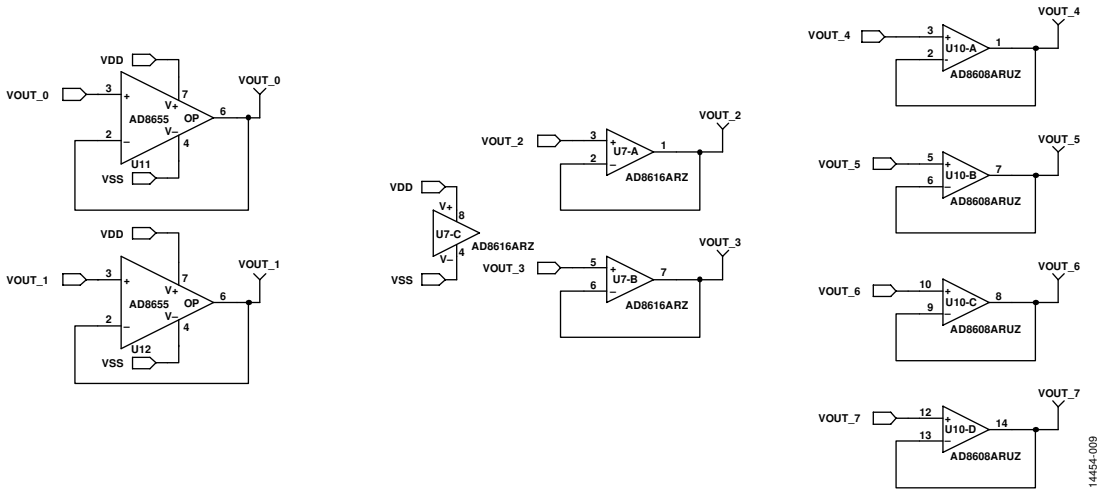 VDD
VOUT_0
3
+
7
V+
AD8655
OP
6
VOUT_0
2
–
V–
4
U11
VSS
VDD
VOUT_1
3
+
7
V+
AD8655
OP
6
VOUT_1
2
–
V–
4
U12
VSS
VDD
V+
8
U7-C
AD8616ARZ
V–
4
VSS
VOUT_2
3
+
U7-A
1
VOUT_2
2
–
AD8616ARZ
VOUT_3
5
+
U7-B
7
VOUT_3
6
–
AD8616ARZ
VOUT_4
3
+
U10-A
1
VOUT_4
2
-
AD8608ARUZ
VOUT_5
5
+
U10-B
7
VOUT_5
6
–
AD8608ARUZ
VOUT_6
10
+
U10-C
8
VOUT_6
9
–
AD8608ARUZ
VOUT_7
12
+
U10-D
14
VOUT_7
13
–
AD8608ARUZ
14454-009